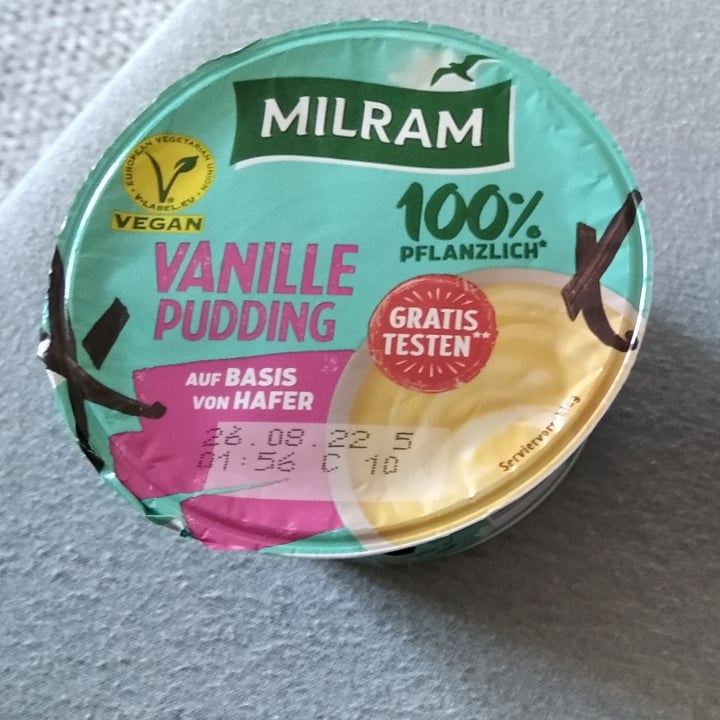 MILRAM
EUROPEAN VEGETARIAN UNION
V-LABEL.EU
VEGAN
100%
PFLANZLICH*
VANILLE
PUDDING
GRATIS
TESTEN**
AUF BASIS
VON HAFER
26.08.22 5
01:56 C 10
Serviervorschlag